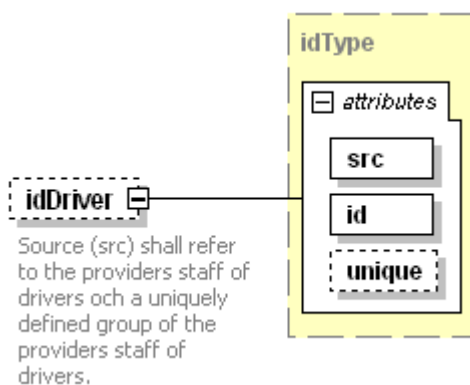 idType
attributes
src
id
unique
idDriver
Source (src) shall refer
to the providers staff of
drivers och a uniquely
defined group of the
providers staff of
drivers.